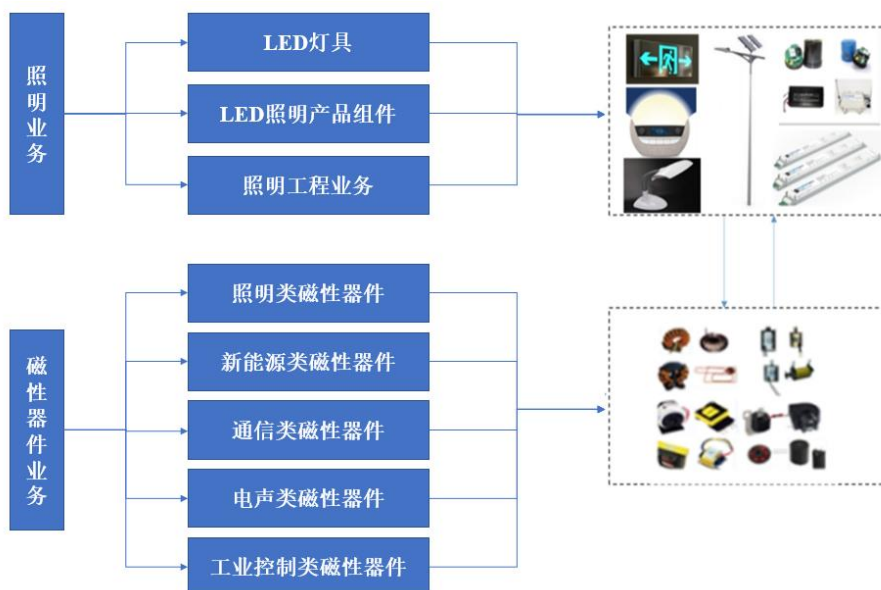 照明业务
LED灯具
LED照明产品组件
照明工程业务
磁性器件业务
照明类磁性器件
新能源类磁性器件
通信类磁性器件
电声类磁性器件
工业控制类磁性器件